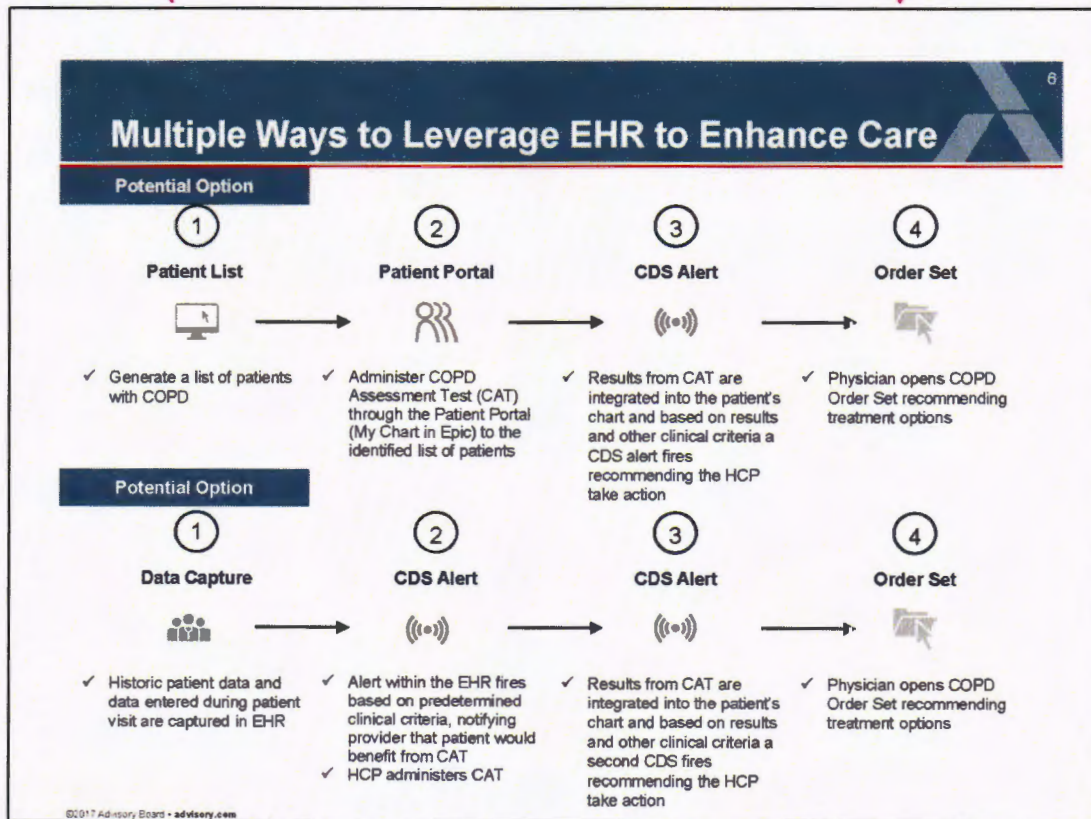 6
Multiple Ways to Leverage EHR to Enhance Care
Potential Option
1
Patient List
✓ Generate a list of patients
with COPD
2
Patient Portal
✓ Administer COPD
Assessment Test (CAT)
through the Patient Portal
(My Chart in Epic) to the
identified list of patients
3
CDS Alert
✓ Results from CAT are
integrated into the patient's
chart and based on results
and other clinical criteria a
CDS alert fires
recommending the HCP
take action
4
Order Set
✓ Physician opens COPD
Order Set recommending
treatment options
Potential Option
1
Data Capture
✓ Historic patient data and
data entered during patient
visit are captured in EHR
2
CDS Alert
✓ Alert within the EHR fires
based on predetermined
clinical criteria, notifying
provider that patient would
benefit from CAT
✓ HCP administers CAT
3
CDS Alert
✓ Results from CAT are
integrated into the patient's
chart and based on results
and other clinical criteria a
second CDS fires
recommending the HCP
take action
4
Order Set
✓ Physician opens COPD
Order Set recommending
treatment options
©2017 Advisory Board • advisory.com